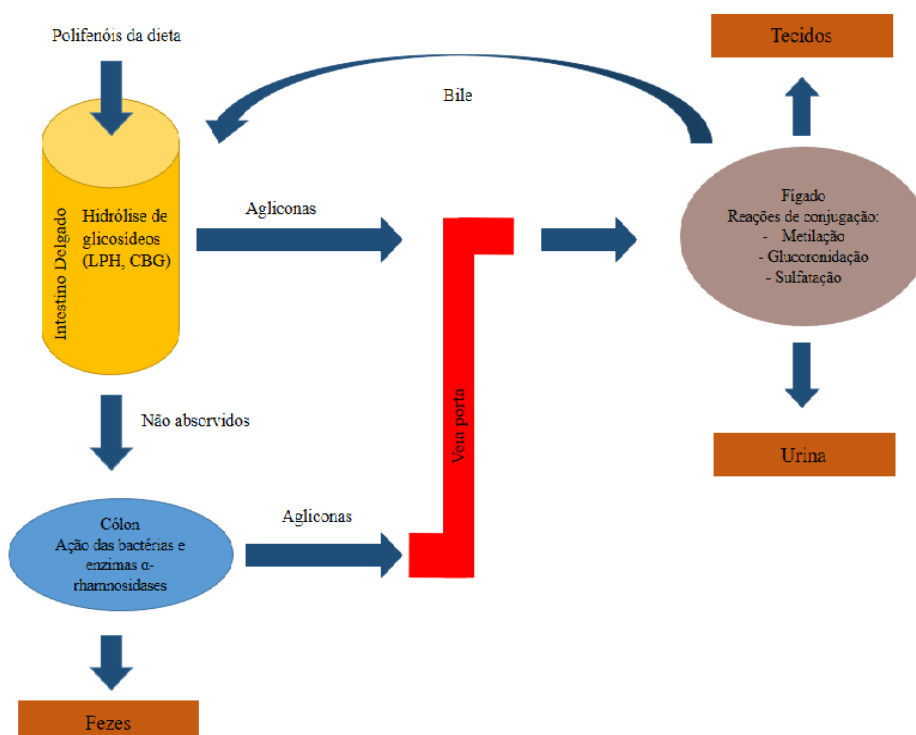 Polifenóis da dieta
Tecidos
Bile
Intestino Delgado
Hidrólise de
glicosídeos
(LPH, CBG)
Agliconas
Fígado
Reações de conjugação:
- Metilação
- Glucoronidação
- Sulfatação
Não absorvidos
Veia porta
Urina
Cólon
Ação das bactérias e
enzimas α-
rhamnosidases
Agliconas
Fezes